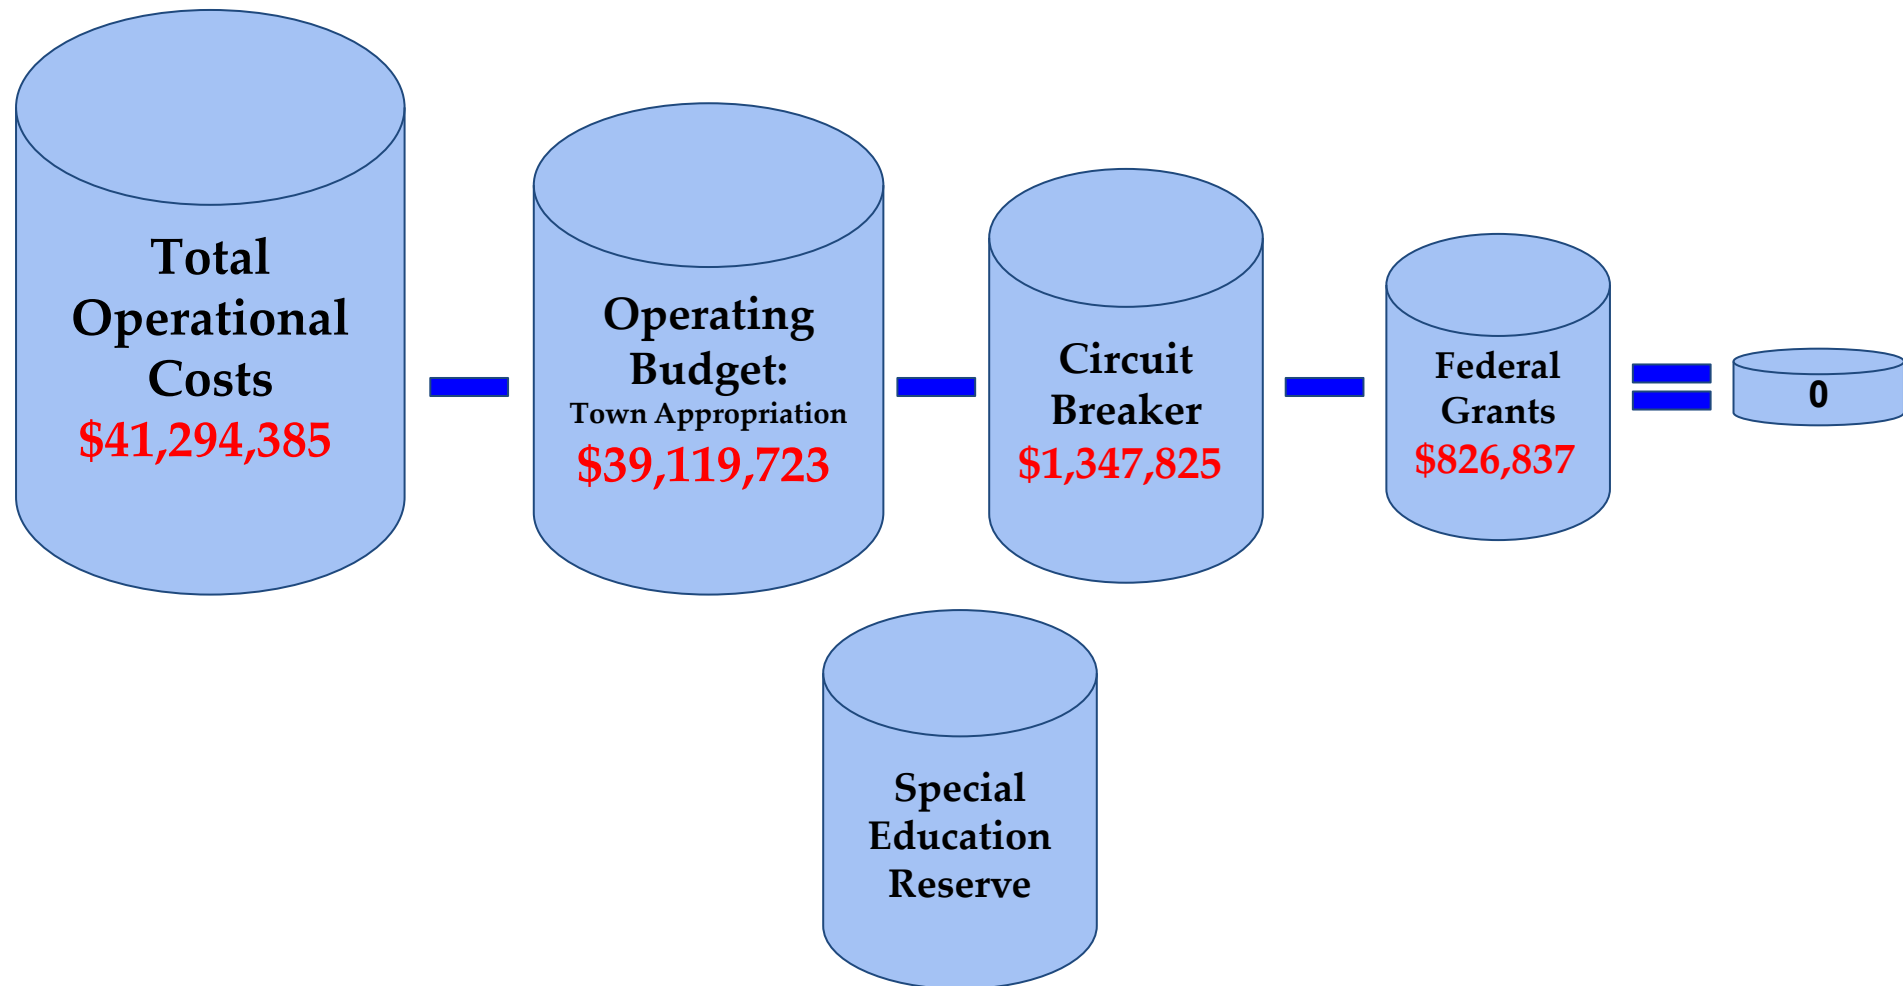 Total
Operational
Costs
$41,294,385
Operating
Budget:
Town Appropriation
$39,119,723
Circuit
Breaker
$1,347,825
Federal
Grants
$826,837
0
Special
Education
Reserve